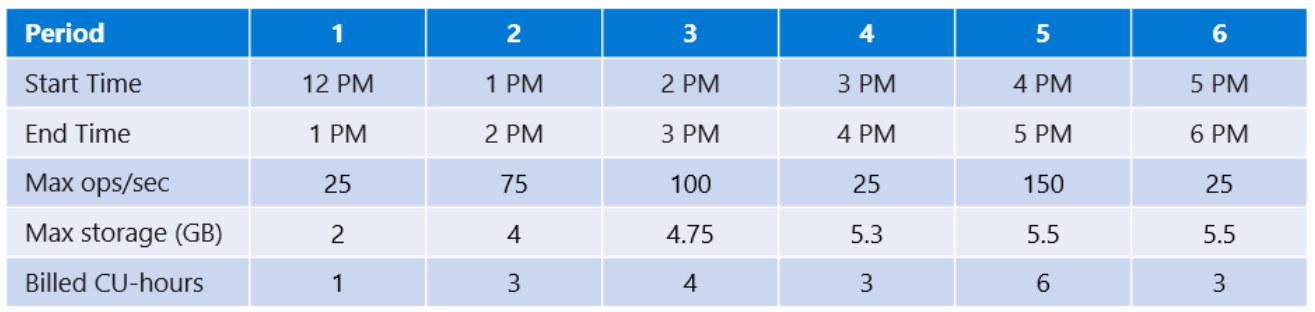 Period 1 2 3 4 5 6
Start Time 12 PM 1 PM 2 PM 3 PM 4 PM 5 PM
End Time 1 PM 2 PM 3 PM 4 PM 5 PM 6 PM
Max ops/sec 25 75 100 25 150 25
Max storage (GB) 2 4 4.75 5.3 5.5 5.5
Billed CU-hours 1 3 4 3 6 3